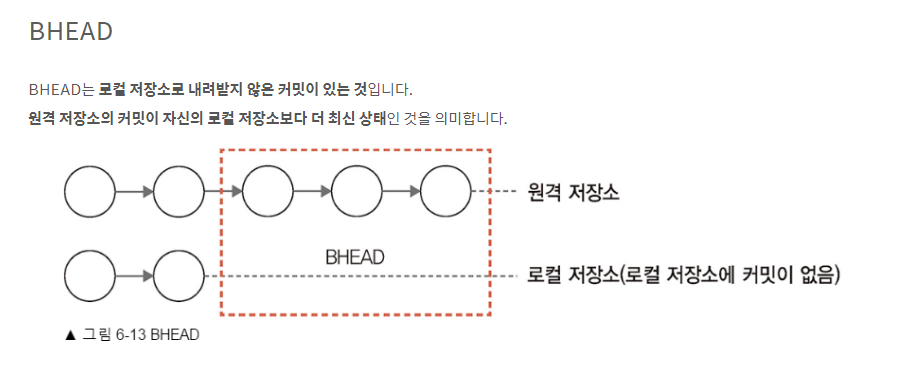 BHEAD
BHEAD는 로컬 저장소로 내려받지 않은 커밋이 있는 것입니다.
원격 저장소의 커밋이 자신의 로컬 저장소보다 더 최신 상태인 것을 의미합니다.
원격 저장소
BHEAD
로컬 저장소(로컬 저장소에 커밋이 없음)
▲ 그림 6-13 BHEAD